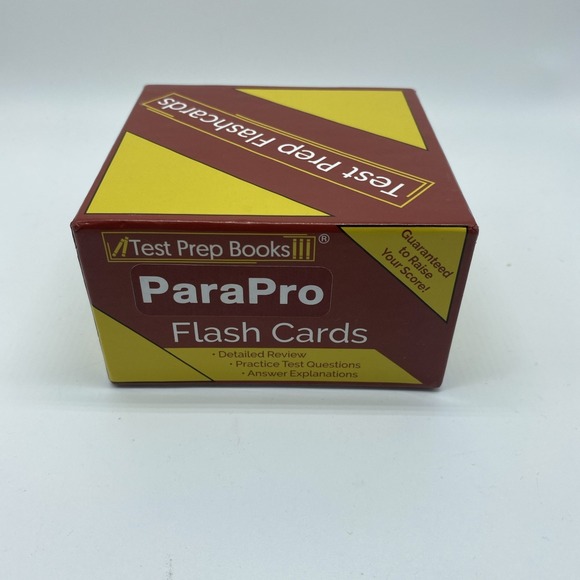 Test Prep Flashcards
Test Prep Books®
Guaranteed
to Raise
Your Score!
ParaPro
Flash Cards
• Detailed Review
• Practice Test Questions
• Answer Explanations